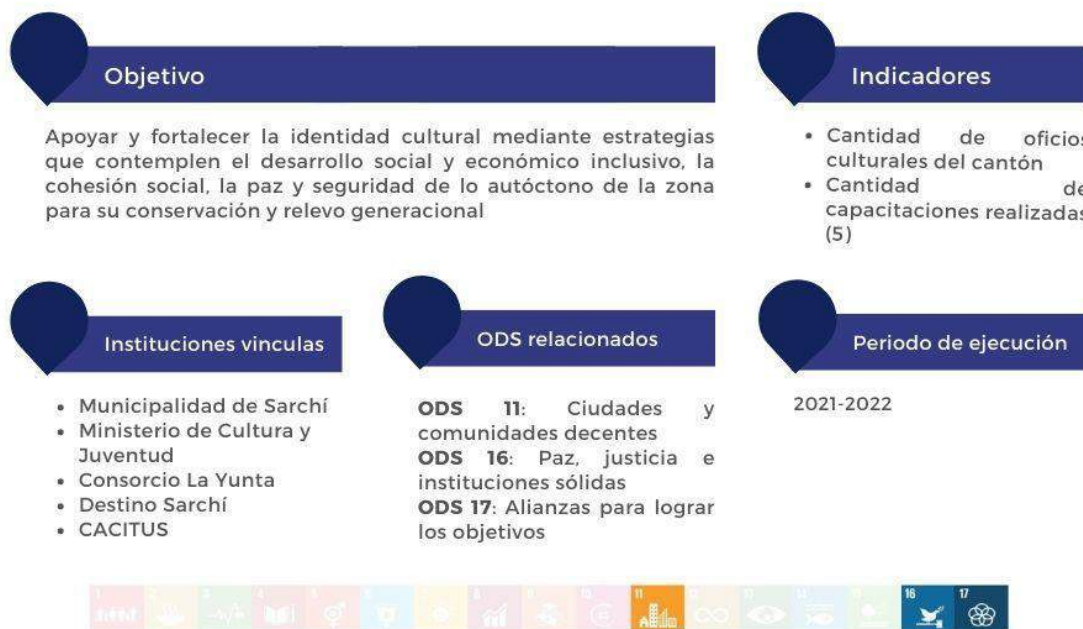 Objetivo
Apoyar y fortalecer la identidad cultural mediante estrategias
que contemplen el desarrollo social y económico inclusivo, la
cohesión social, la paz y seguridad de lo autóctono de la zona
para su conservación y relevo generacional
Indicadores
• Cantidad de oficios
culturales del cantón
• Cantidad de
capacitaciones realizadas
(5)
Instituciones vinculas
• Municipalidad de Sarchí
• Ministerio de Cultura y
Juventud
• Consorcio La Yunta
• Destino Sarchí
• CACITUS
ODS relacionados
ODS 11: Ciudades y
comunidades decentes
ODS 16: Paz, justicia e
instituciones sólidas
ODS 17: Alianzas para lograr
los objetivos
Periodo de ejecución
2021-2022
11
16
17